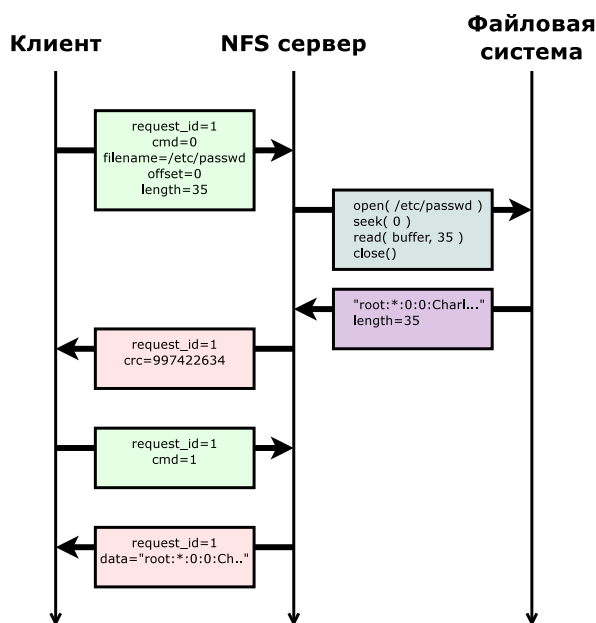 Клиент
NFS сервер
Файловая
система
request_id=1
cmd=0
filename=/etc/passwd
offset=0
length=35
open( /etc/passwd )
seek( 0 )
read( buffer, 35 )
close()
"root:*:0:0:Charl..."
length=35
request_id=1
crc=997422634
request_id=1
cmd=1
request_id=1
data="root:*:0:0:Ch.."